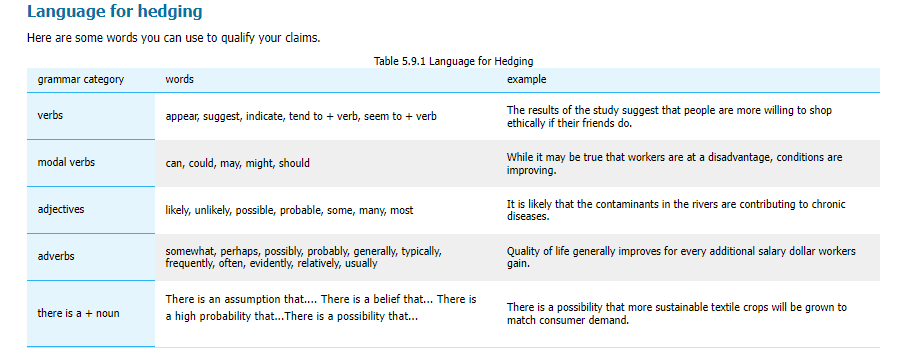 Language for hedging
Here are some words you can use to qualify your claims.
Table 5.9.1 Language for Hedging
grammar category words example
verbs
appear, suggest, indicate, tend to + verb, seem to + verb
The results of the study suggest that people are more willing to shop
ethically if their friends do.
modal verbs
can, could, may, might, should
While it may be true that workers are at a disadvantage, conditions are
improving.
adjectives
likely, unlikely, possible, probable, some, many, most
It is likely that the contaminants in the rivers are contributing to chronic
diseases.
adverbs
somewhat, perhaps, possibly, probably, generally, typically,
frequently, often, evidently, relatively, usually
Quality of life generally improves for every additional salary dollar workers
gain.
there is a + noun
There is an assumption that.... There is a belief that... There is
a high probability that...There is a possibility that...
There is a possibility that more sustainable textile crops will be grown to
match consumer demand.